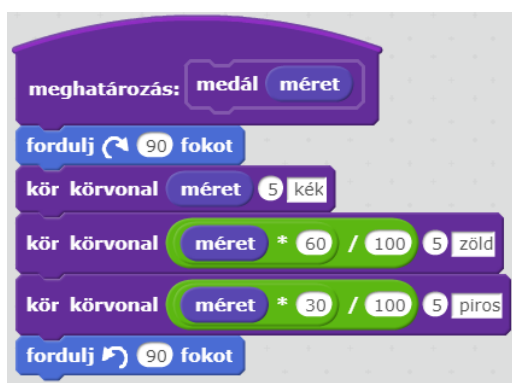 meghatározás: medál méret
fordulj ↻ 90 fokot
kör körvonal méret 5 kék
kör körvonal méret * 60 / 100 5 zöld
kör körvonal méret * 30 / 100 5 piros
fordulj ↺ 90 fokot